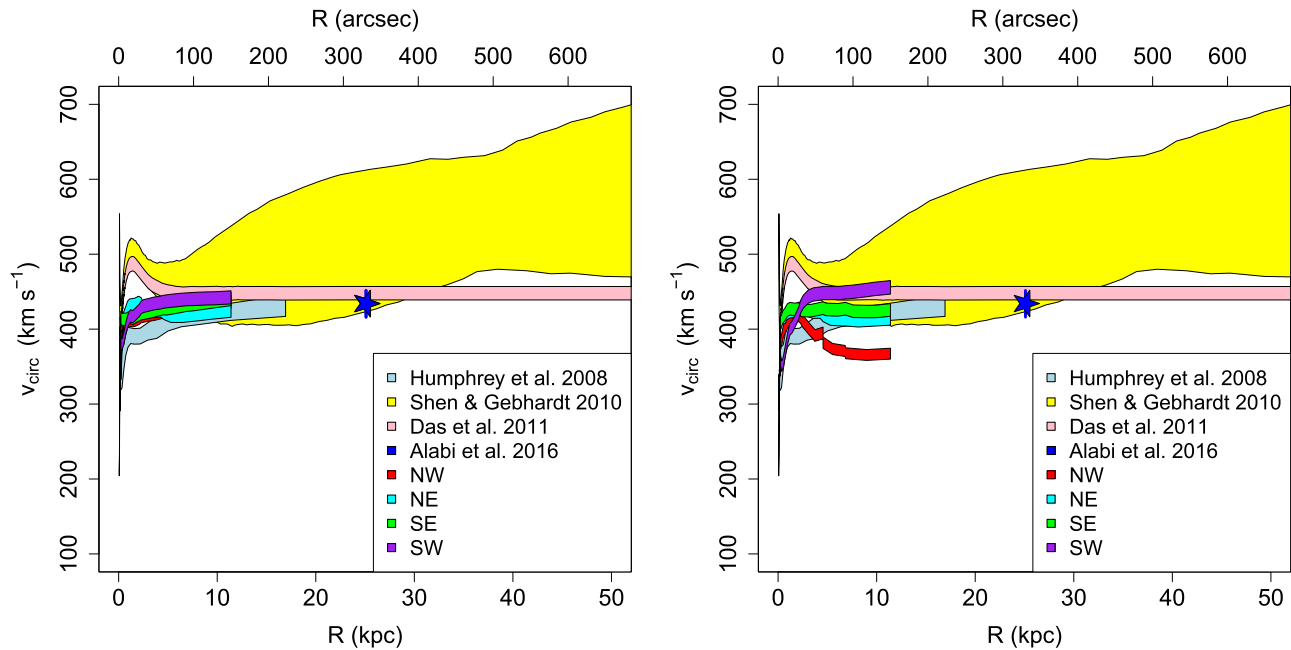 R (arcsec)
0 100 200 300 400 500 600
700
600
500
400
300
200
100
v_circ (km s⁻¹)
Humphrey et al. 2008
Shen & Gebhardt 2010
Das et al. 2011
Alabi et al. 2016
NW
NE
SE
SW
0 10 20 30 40 50
R (kpc)
R (arcsec)
0 100 200 300 400 500 600
700
600
500
400
300
200
100
v_circ (km s⁻¹)
Humphrey et al. 2008
Shen & Gebhardt 2010
Das et al. 2011
Alabi et al. 2016
NW
NE
SE
SW
0 10 20 30 40 50
R (kpc)